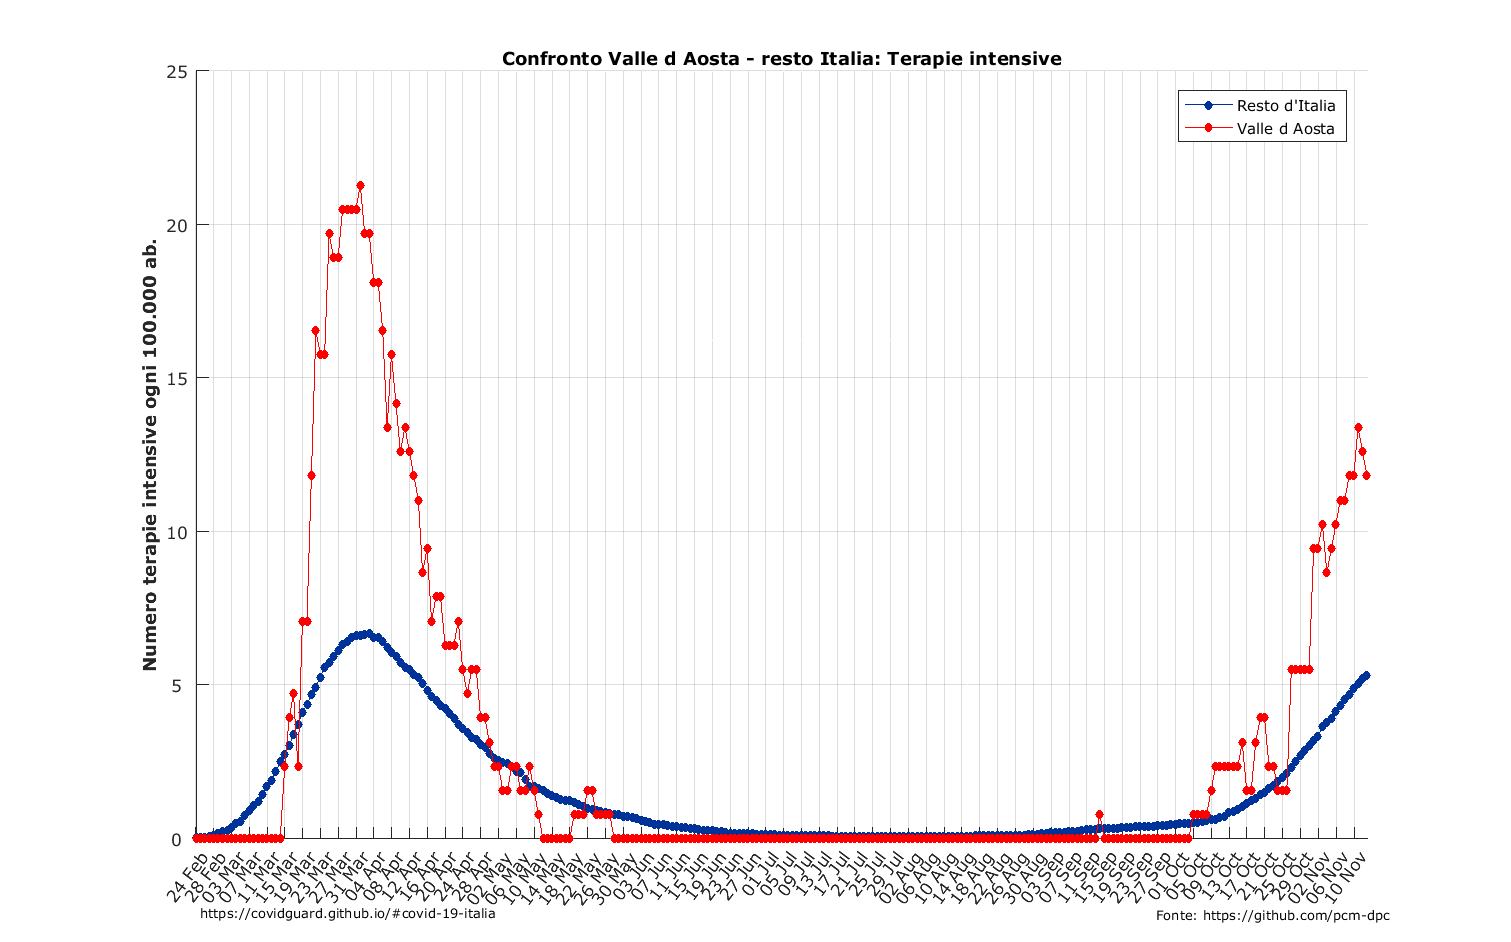 Confronto Valle d Aosta - resto Italia: Terapie intensive
Resto d'Italia
Valle d Aosta
Numero terapie intensive ogni 100.000 ab.
25
20
15
10
5
0
24 Feb
28 Feb
03 Mar
07 Mar
11 Mar
15 Mar
19 Mar
23 Mar
27 Mar
31 Mar
04 Apr
08 Apr
12 Apr
16 Apr
20 Apr
24 Apr
28 Apr
02 May
06 May
10 May
14 May
18 May
22 May
26 May
30 May
03 Jun
07 Jun
11 Jun
15 Jun
19 Jun
23 Jun
27 Jun
01 Jul
05 Jul
09 Jul
13 Jul
17 Jul
21 Jul
25 Jul
29 Jul
02 Aug
06 Aug
10 Aug
14 Aug
18 Aug
22 Aug
26 Aug
30 Aug
03 Sep
07 Sep
11 Sep
15 Sep
19 Sep
23 Sep
27 Sep
01 Oct
05 Oct
09 Oct
13 Oct
17 Oct
21 Oct
25 Oct
29 Oct
02 Nov
06 Nov
10 Nov
https://covidguard.github.io/#covid-19-italia
Fonte: https://github.com/pcm-dpc